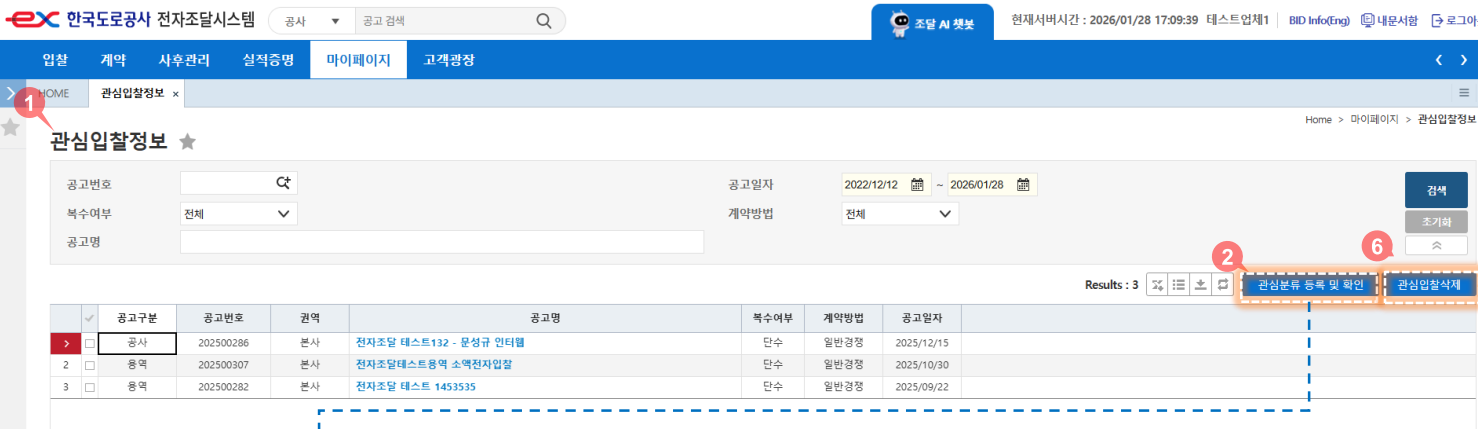 ex 한국도로공사 전자조달시스템 공사 ▼ 공고 검색 조달 AI 챗봇 현재서버시간 : 2026/01/28 17:09:39 테스트업체1 BID Info(Eng) 내문서함 로그아
입찰 계약 사후관리 실적증명 마이페이지 고객광장
HOME 관심입찰정보 ×
1
Home > 마이페이지 > 관심입찰정보
관심입찰정보
공고번호 공고일자 2022/12/12 ~ 2026/01/28 검색
복수여부 전체 계약방법 전체 초기화
공고명
2 6
Results : 3 관심분류 등록 및 확인 관심입찰삭제
공고구분 공고번호 권역 공고명 복수여부 계약방법 공고일자
공사 202500286 본사 전자조달 테스트132 - 문성규 인터웹 단수 일반경쟁 2025/12/15
2 용역 202500307 본사 전자조달테스트용역 소액전자입찰 단수 일반경쟁 2025/10/30
3 용역 202500282 본사 전자조달 테스트 1453535 단수 일반경쟁 2025/09/22